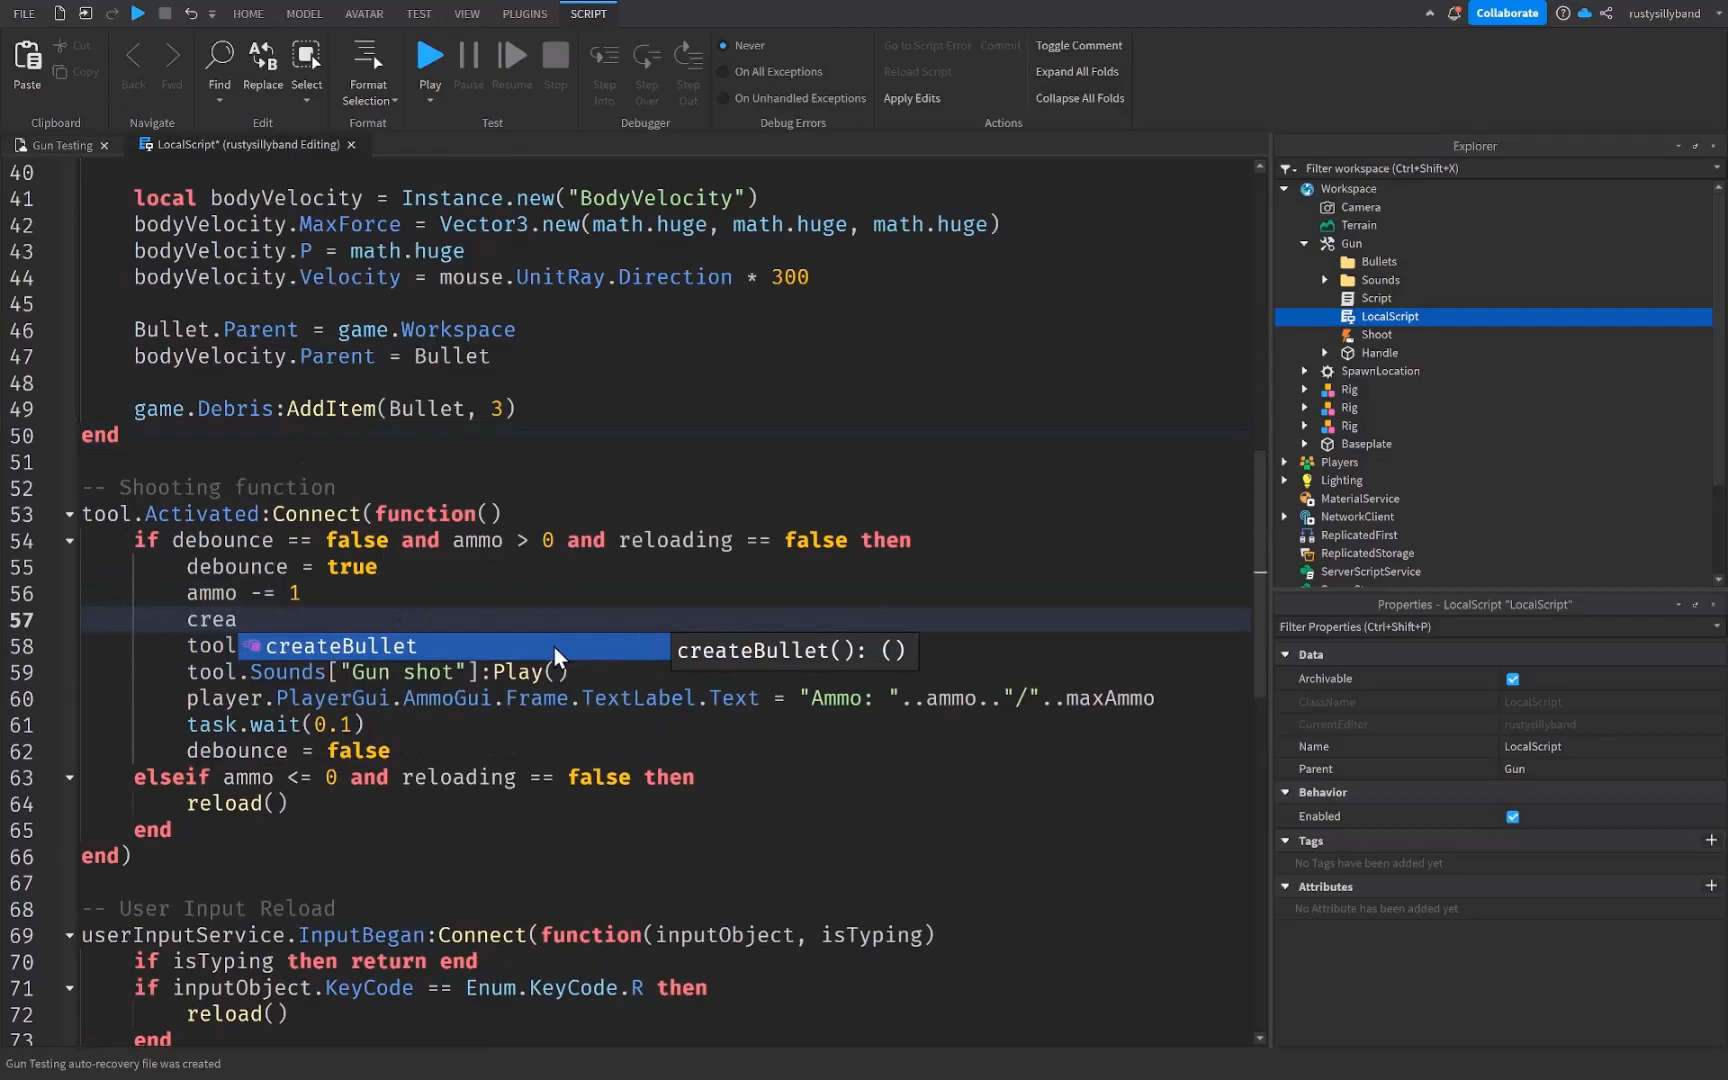 FILE HOME MODEL AVATAR TEST VIEW PLUGINS SCRIPT Collaborate rustysillyband
Paste Cut Copy Back Fwd Find Replace Select Format Selection Play Pause Resume Stop Step Into Step Over Step Out
Never
On All Exceptions
On Unhandled Exceptions
Go to Script Error Commit
Reload Script
Apply Edits
Toggle Comment
Expand All Folds
Collapse All Folds
Clipboard Navigate Edit Format Test Debugger Debug Errors Actions
Gun Testing LocalScript* (rustysillyband Editing)
40
41 local bodyVelocity = Instance.new("BodyVelocity")
42 bodyVelocity.MaxForce = Vector3.new(math.huge, math.huge, math.huge)
43 bodyVelocity.P = math.huge
44 bodyVelocity.Velocity = mouse.UnitRay.Direction * 300
45
46 Bullet.Parent = game.Workspace
47 bodyVelocity.Parent = Bullet
48
49 game.Debris:AddItem(Bullet, 3)
50 end
51
52 -- Shooting function
53 tool.Activated:Connect(function()
54 if debounce == false and ammo > 0 and reloading == false then
55 debounce = true
56 ammo -= 1
57 crea
58 tool createBullet createBullet(): ()
59 tool.Sounds["Gun shot"]:Play()
60 player.PlayerGui.AmmoGui.Frame.TextLabel.Text = "Ammo: "..ammo.."/"..maxAmmo
61 task.wait(0.1)
62 debounce = false
63 elseif ammo <= 0 and reloading == false then
64 reload()
65 end
66 end)
67
68 -- User Input Reload
69 userInputService.InputBegan:Connect(function(inputObject, isTyping)
70 if isTyping then return end
71 if inputObject.KeyCode == Enum.KeyCode.R then
72 reload()
73 end
Gun Testing auto-recovery file was created
Explorer
Filter workspace (Ctrl+Shift+X)
Workspace
Camera
Terrain
Gun
Bullets
Sounds
Script
LocalScript
Shoot
Handle
SpawnLocation
Rig
Rig
Rig
Baseplate
Players
Lighting
MaterialService
NetworkClient
ReplicatedFirst
ReplicatedStorage
ServerScriptService
Properties - LocalScript "LocalScript"
Filter Properties (Ctrl+Shift+P)
Data
Archivable
ClassName LocalScript
CurrentEditor rustysillyband
Name LocalScript
Parent Gun
Behavior
Enabled
Tags
No Tags have been added yet
Attributes
No Attribute has been added yet